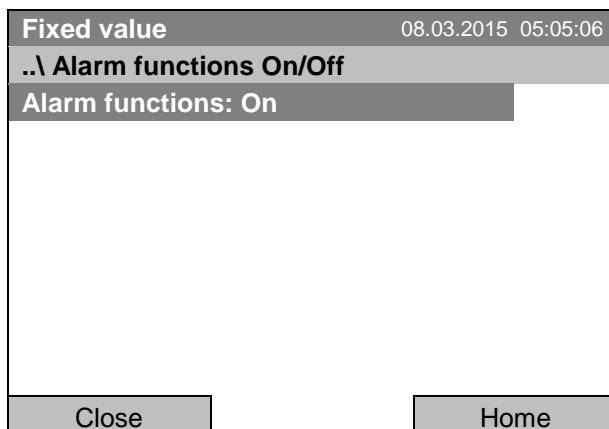 Fixed value 08.03.2015 05:05:06
..\ Alarm functions On/Off
Alarm functions: On
Close Home